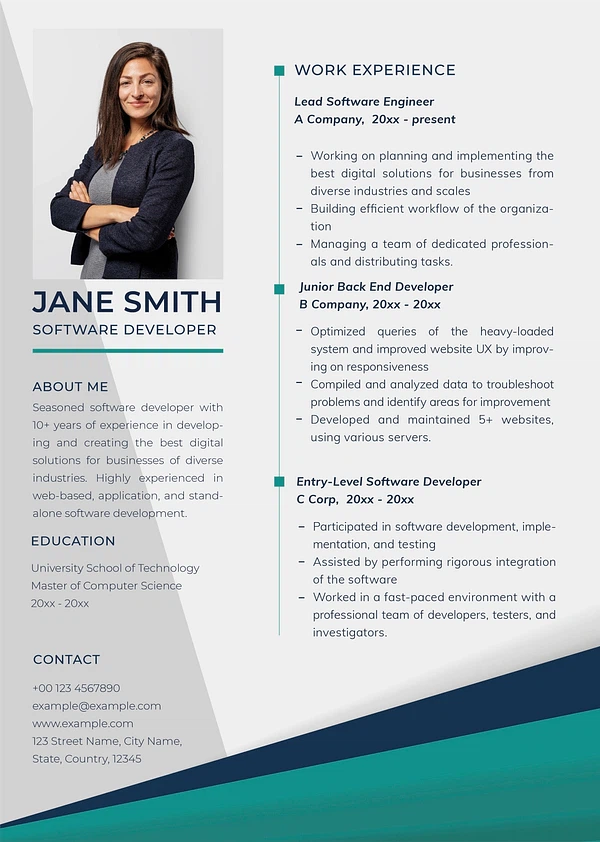 JANE SMITH
SOFTWARE DEVELOPER
ABOUT ME
Seasoned software developer with
10+ years of experience in develop-
ing and creating the best digital
solutions for businesses of diverse
industries. Highly experienced in
web-based, application, and stand-
alone software development.
EDUCATION
University School of Technology
Master of Computer Science
20xx - 20xx
CONTACT
+00 123 4567890
example@example.com
www.example.com
123 Street Name, City Name,
State, Country, 12345
WORK EXPERIENCE
Lead Software Engineer
A Company, 20xx - present
– Working on planning and implementing the
best digital solutions for businesses from
diverse industries and scales
– Building efficient workflow of the organiza-
tion
– Managing a team of dedicated profession-
als and distributing tasks.
Junior Back End Developer
B Company, 20xx - 20xx
– Optimized queries of the heavy-loaded
system and improved website UX by improv-
ing on responsiveness
– Compiled and analyzed data to troubleshoot
problems and identify areas for improvement
– Developed and maintained 5+ websites,
using various servers.
Entry-Level Software Developer
C Corp, 20xx - 20xx
– Participated in software development, imple-
mentation, and testing
– Assisted by performing rigorous integration
of the software
– Worked in a fast-paced environment with a
professional team of developers, testers, and
investigators.